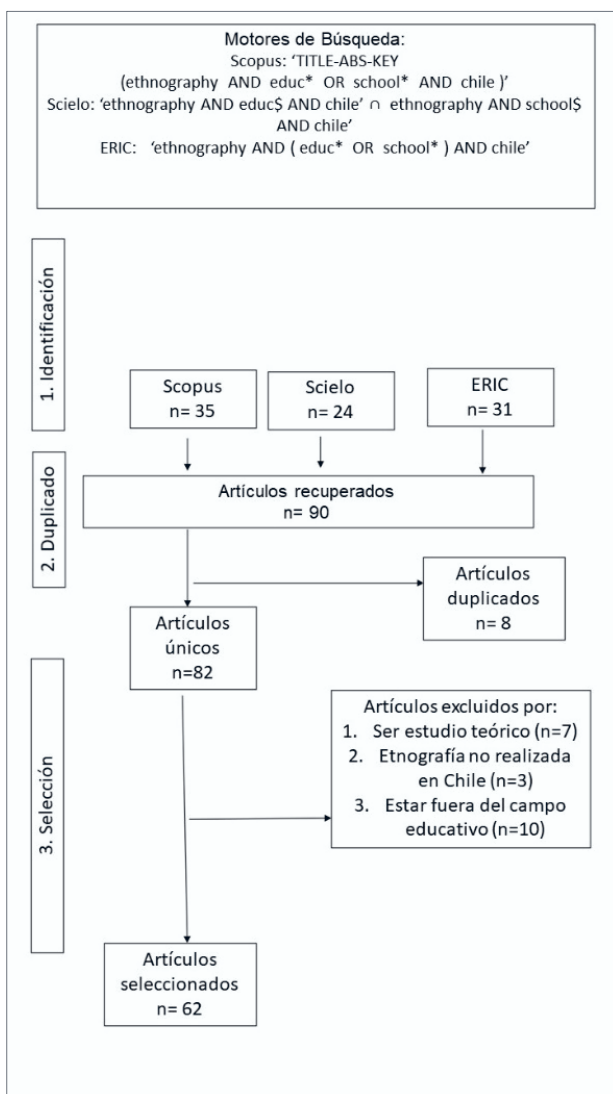 Motores de Búsqueda:
Scopus: ‘TITLE-ABS-KEY
(ethnography AND educ* OR school* AND chile )’
Scielo: ‘ethnography AND educ$ AND chile’ ∩ ethnography AND school$
AND chile’
ERIC: ‘ethnography AND ( educ* OR school* ) AND chile’
1. Identificación
Scopus
n= 35
Scielo
n= 24
ERIC
n= 31
2. Duplicado
Artículos recuperados
n= 90
Artículos
duplicados
n= 8
Artículos
únicos
n=82
3. Selección
Artículos excluidos por:
1. Ser estudio teórico (n=7)
2. Etnografía no realizada
en Chile (n=3)
3. Estar fuera del campo
educativo (n=10)
Artículos
seleccionados
n= 62